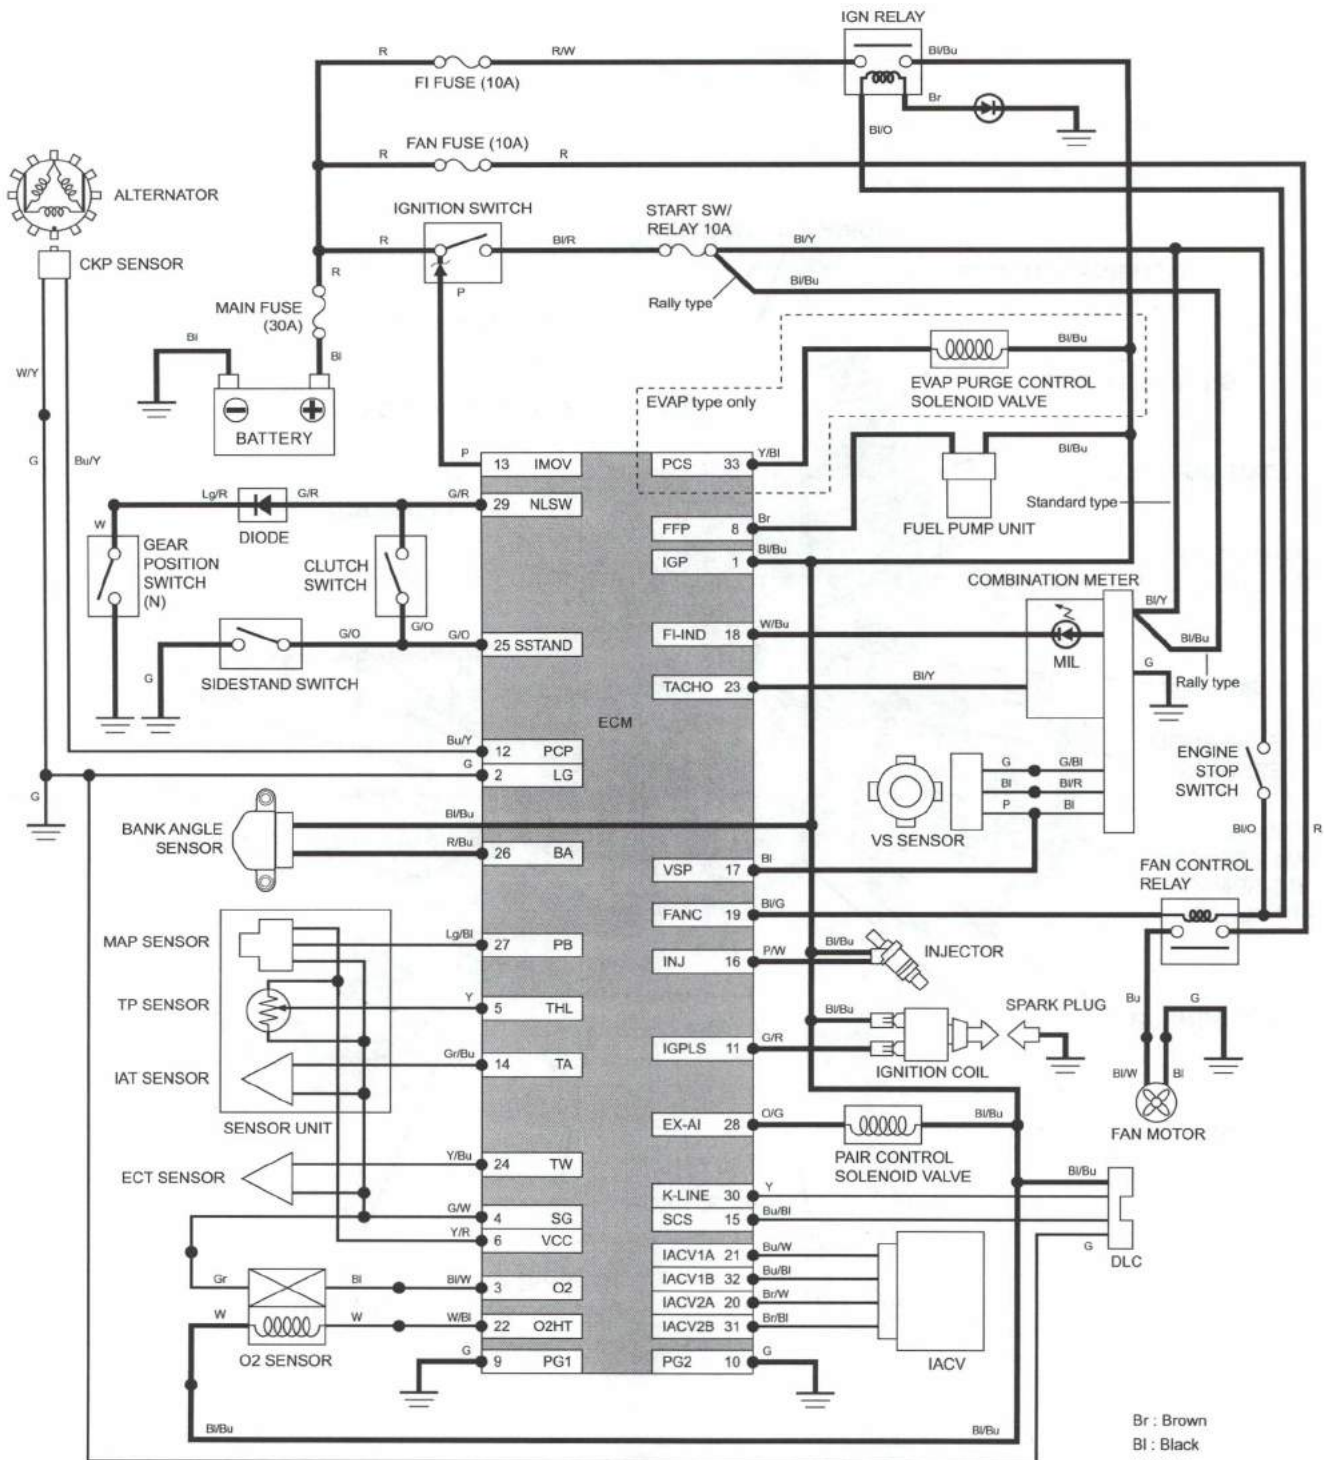 IGN RELAY
R
R/W
Bl/Bu
FI FUSE (10A)
Br
Bl/O
FAN FUSE (10A)
R
R
ALTERNATOR
IGNITION SWITCH
START SW/
RELAY 10A
R
Bl/R
Bl/Y
CKP SENSOR
R
P
Bl/Bu
Rally type
MAIN FUSE
(30A)
Bl
Bl
W/Y
Bl/Bu
EVAP PURGE CONTROL
SOLENOID VALVE
EVAP type only
BATTERY
G
Bu/Y
P
13 IMOV
PCS 33
Y/Bl
Bl/Bu
Lg/R
G/R
G/R
29 NLSW
Standard type
W
DIODE
FFP 8
Br
FUEL PUMP UNIT
GEAR
POSITION
SWITCH
(N)
CLUTCH
SWITCH
IGP 1
Bl/Bu
COMBINATION METER
Bl/Y
G/O
G/O
G/O
25 SSTAND
FI-IND 18
W/Bu
MIL
Bl/Bu
G
G
SIDESTAND SWITCH
TACHO 23
Bl/Y
Rally type
ECM
Bu/Y
12 PCP
G
2 LG
ENGINE
STOP
SWITCH
G
G/Bl
Bl
Bl/R
P
Bl
G
BANK ANGLE
SENSOR
Bl/Bu
VS SENSOR
Bl/O
R
R/Bu
26 BA
VSP 17
Bl
FAN CONTROL
RELAY
FANC 19
Bl/G
MAP SENSOR
Lg/Bl
27 PB
INJ 16
P/W
Bl/Bu
INJECTOR
TP SENSOR
Y
5 THL
Bl/Bu
SPARK PLUG
Bu
G
IGPLS 11
G/R
IAT SENSOR
Gr/Bu
14 TA
IGNITION COIL
Bl/W
Bl
SENSOR UNIT
EX-AI 28
O/G
Bl/Bu
FAN MOTOR
PAIR CONTROL
SOLENOID VALVE
ECT SENSOR
Y/Bu
24 TW
Bl/Bu
K-LINE 30
Y
G/W
4 SG
SCS 15
Bu/Bl
Y/R
6 VCC
G
DLC
IACV1A 21
Bu/W
Gr
Bl
Bl/W
3 O2
IACV1B 32
Bu/Bl
IACV2A 20
Br/W
W
W
W/Bl
22 O2HT
IACV2B 31
Br/Bl
O2 SENSOR
G
9 PG1
PG2 10
G
IACV
Bl/Bu
Bl/Bu
Br : Brown
Bl : Black